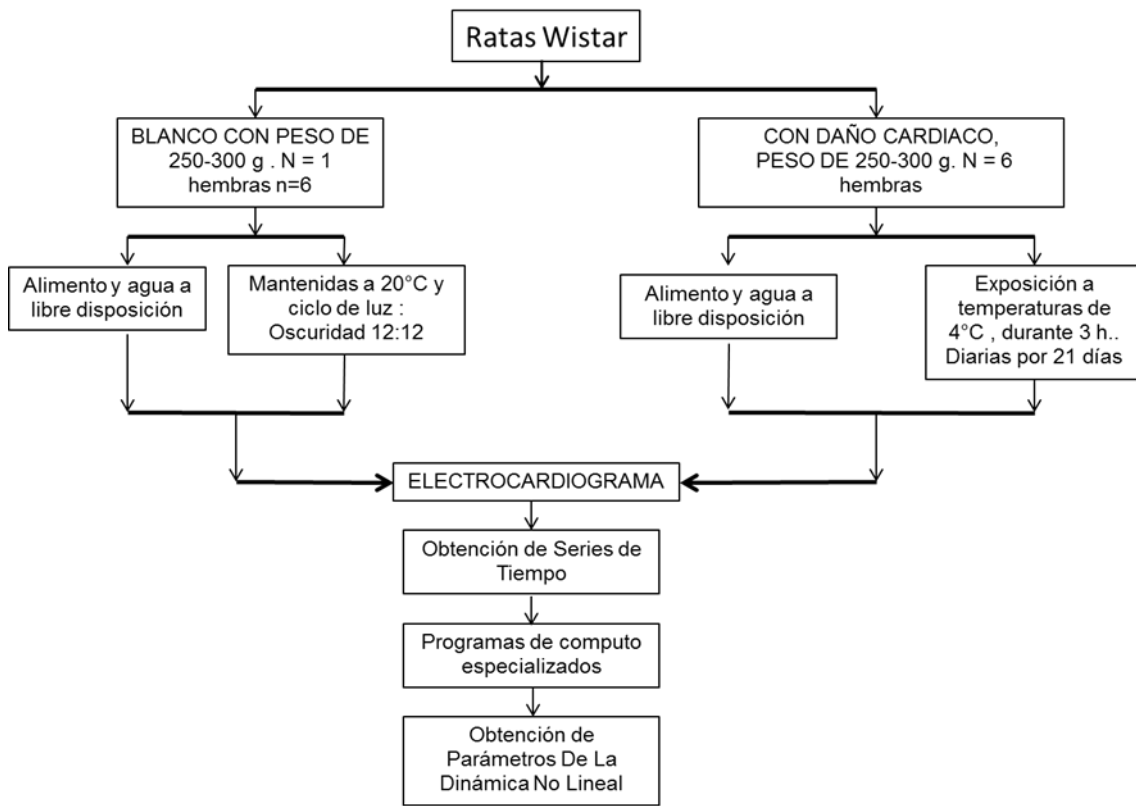 Ratas Wistar
BLANCO CON PESO DE
250-300 g . N = 1
hembras n=6
CON DAÑO CARDIACO,
PESO DE 250-300 g. N = 6
hembras
Alimento y agua a
libre disposición
Mantenidas a 20°C y
ciclo de luz :
Oscuridad 12:12
Alimento y agua a
libre disposición
Exposición a
temperaturas de
4°C , durante 3 h..
Diarias por 21 días
ELECTROCARDIOGRAMA
Obtención de Series de
Tiempo
Programas de computo
especializados
Obtención de
Parámetros De La
Dinámica No Lineal